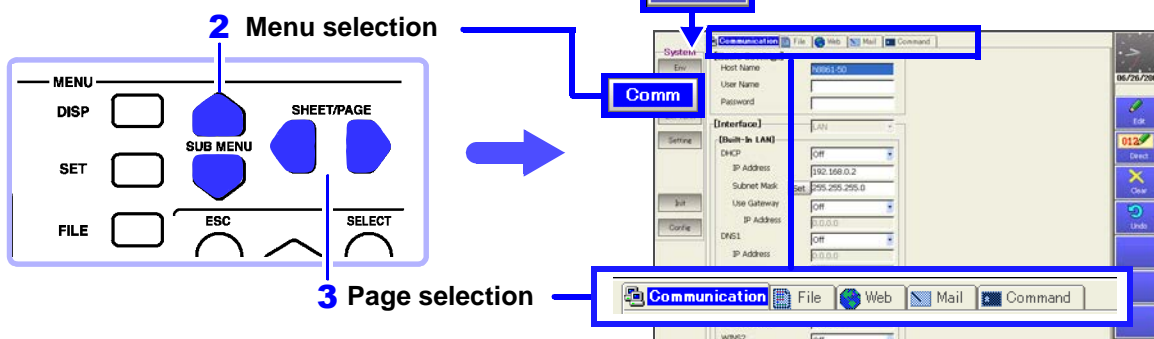 2 Menu selection
MENU
DISP
SET
FILE
SUB MENU
SHEET/PAGE
ESC
SELECT
3 Page selection
Communication File Web Mail Command
System
Env
Comm
Setting
Init
Config
Host Name
User Name
Password
[Interface] LAN
[Built-In LAN]
DHCP Off
IP Address 192.168.0.2
Subnet Mask Set 255.255.255.0
Use Gateway Off
IP Address 0.0.0.0
DNS1 Off
IP Address 0.0.0.0
WINS2 Off
Communication File Web Mail Command
Edit
Direct
Clear
Undo